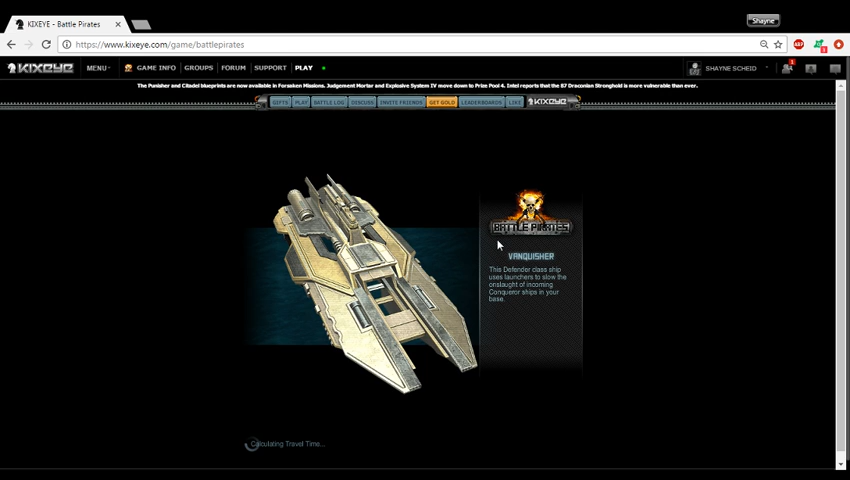 KIXEYE - Battle Pirates
Shayne
https://www.kixeye.com/game/battlepirates
KIXEYE
MENU
GAME INFO
GROUPS
FORUM
SUPPORT
PLAY
SHAYNE SCHEID
The Punisher and Citadel blueprints are now available in Forsaken Missions. Judgement Mortar and Explosive System IV move down to Prize Pool 4. Intel reports that the 87 Draconian Stronghold is more vulnerable than ever.
GIFTS
PLAY
BATTLE LOG
DISCUSS
INVITE FRIENDS
GET GOLD
LEADERBOARDS
LIKE
KIXEYE
BATTLE PIRATES
VANQUISHER
This Defender class ship
uses launchers to slow the
onslaught of incoming
Conqueror ships in your
base.
Calculating Travel Time...